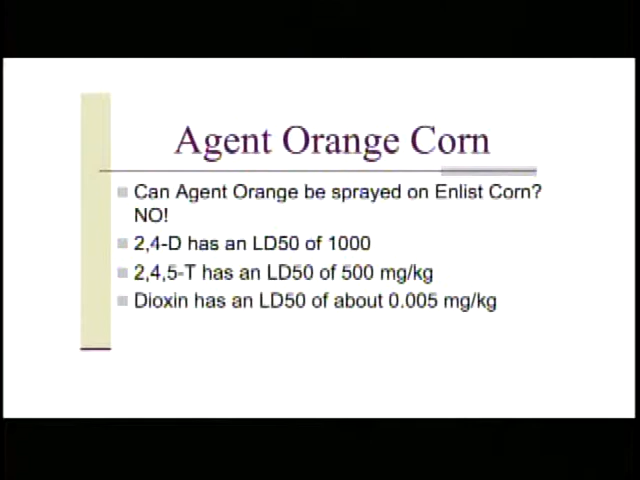 Agent Orange Corn
Can Agent Orange be sprayed on Enlist Corn?
NO!
2,4-D has an LD50 of 1000
2,4,5-T has an LD50 of 500 mg/kg
Dioxin has an LD50 of about 0.005 mg/kg